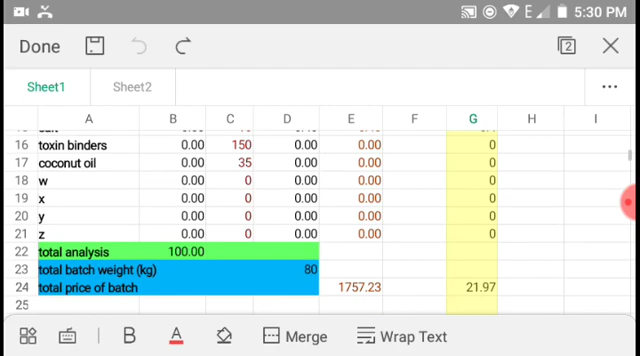 E 5:30 PM
Done 2
Sheet1 Sheet2
A B C D E F G H I
16 toxin binders 0.00 150 0.00 0.00 0
17 coconut oil 0.00 35 0.00 0.00 0
18 w 0.00 0 0.00 0.00 0
19 x 0.00 0 0.00 0.00 0
20 y 0.00 0 0.00 0.00 0
21 z 0.00 0 0.00 0.00 0
22 total analysis 100.00
23 total batch weight (kg) 80
24 total price of batch 1757.23 21.97
25
B A Merge Wrap Text